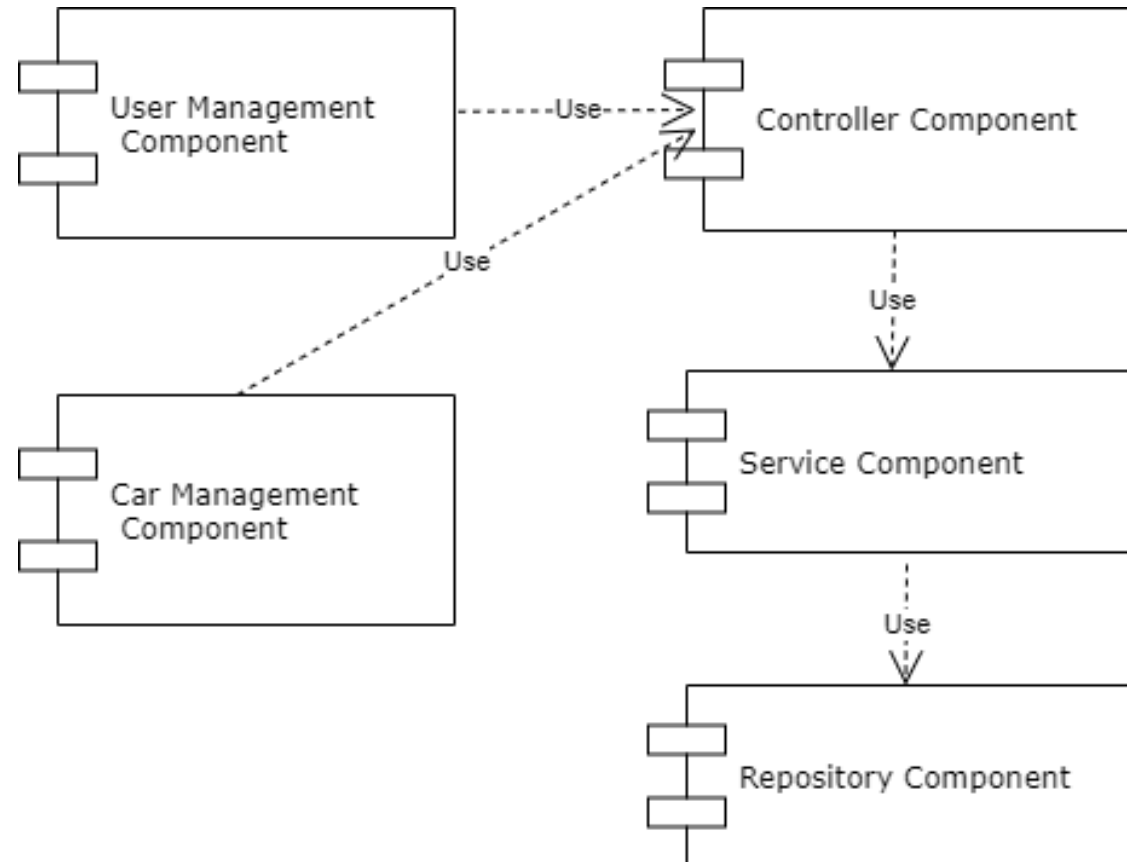 User Management
Component
Use
Controller Component
Use
Use
Car Management
Component
Service Component
Use
Repository Component